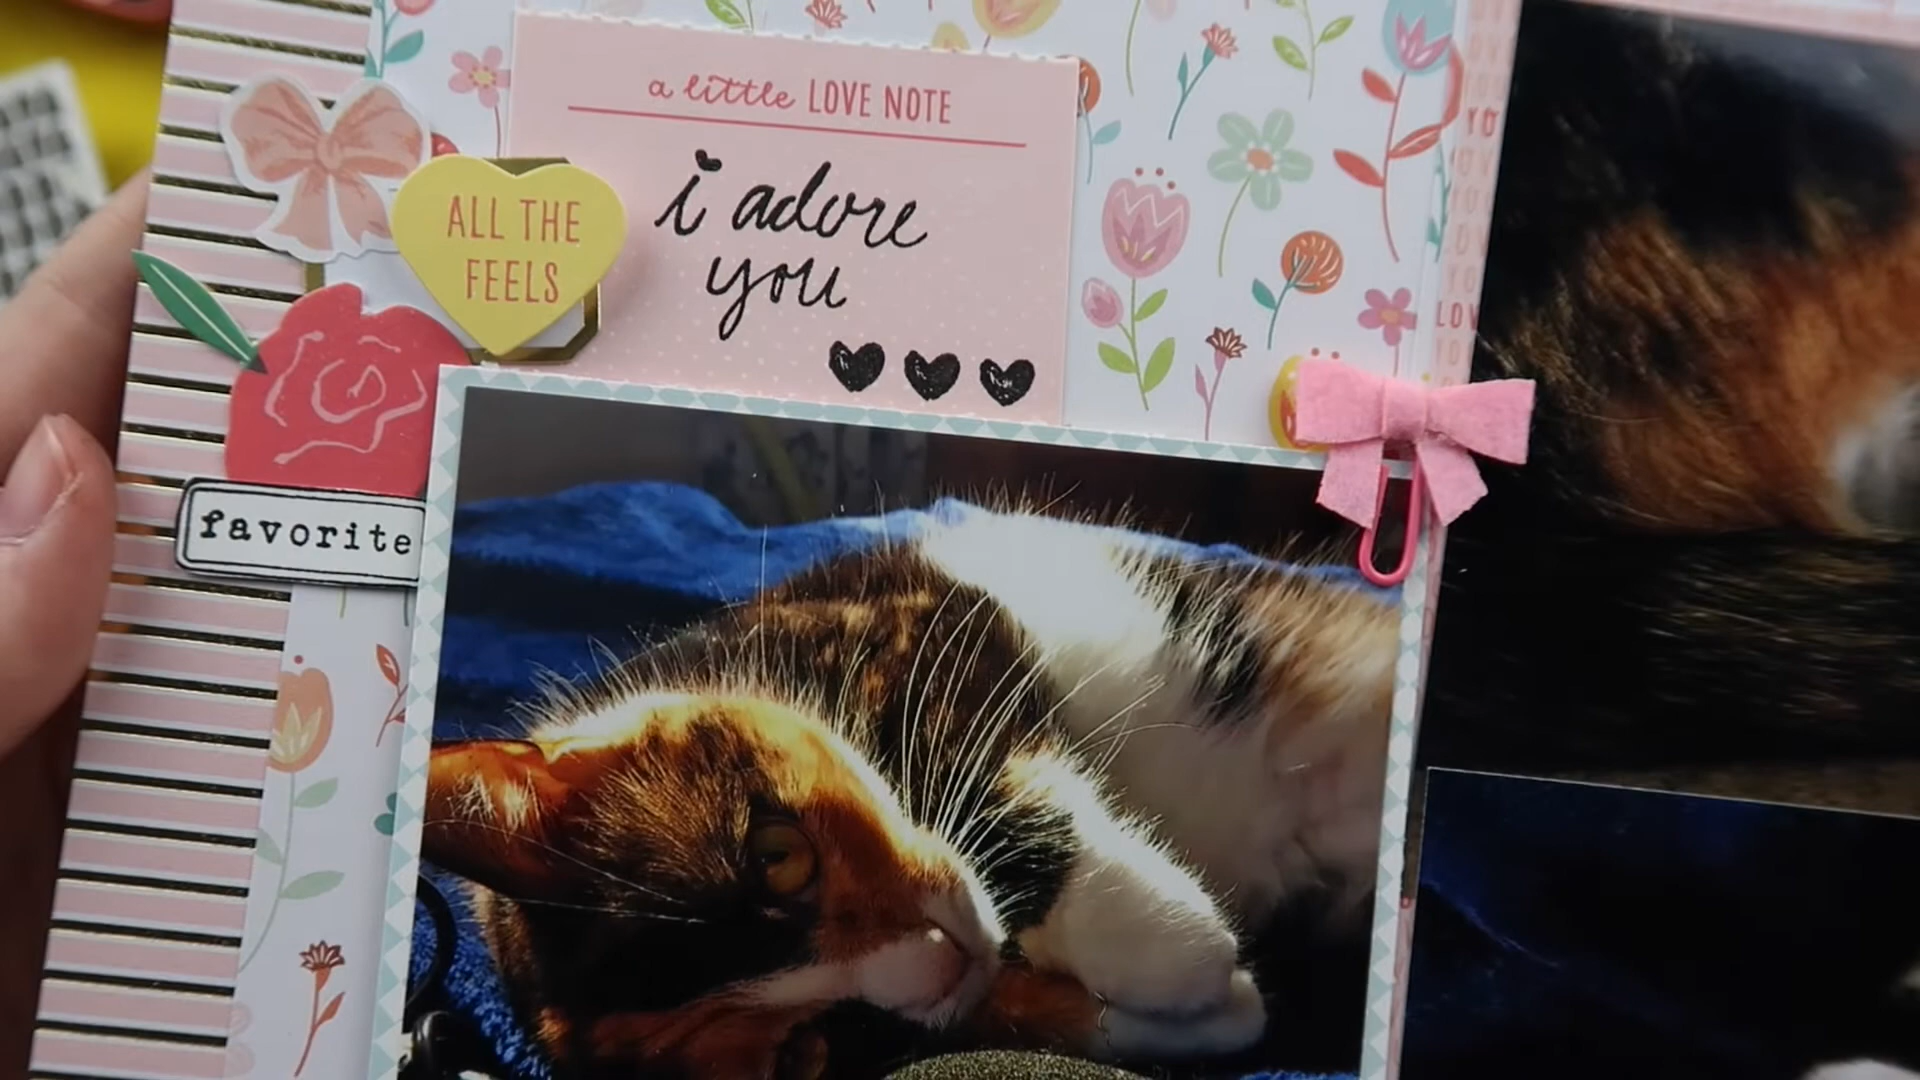 a little LOVE NOTE
i adore
you
ALL THE
FEELS
favorite